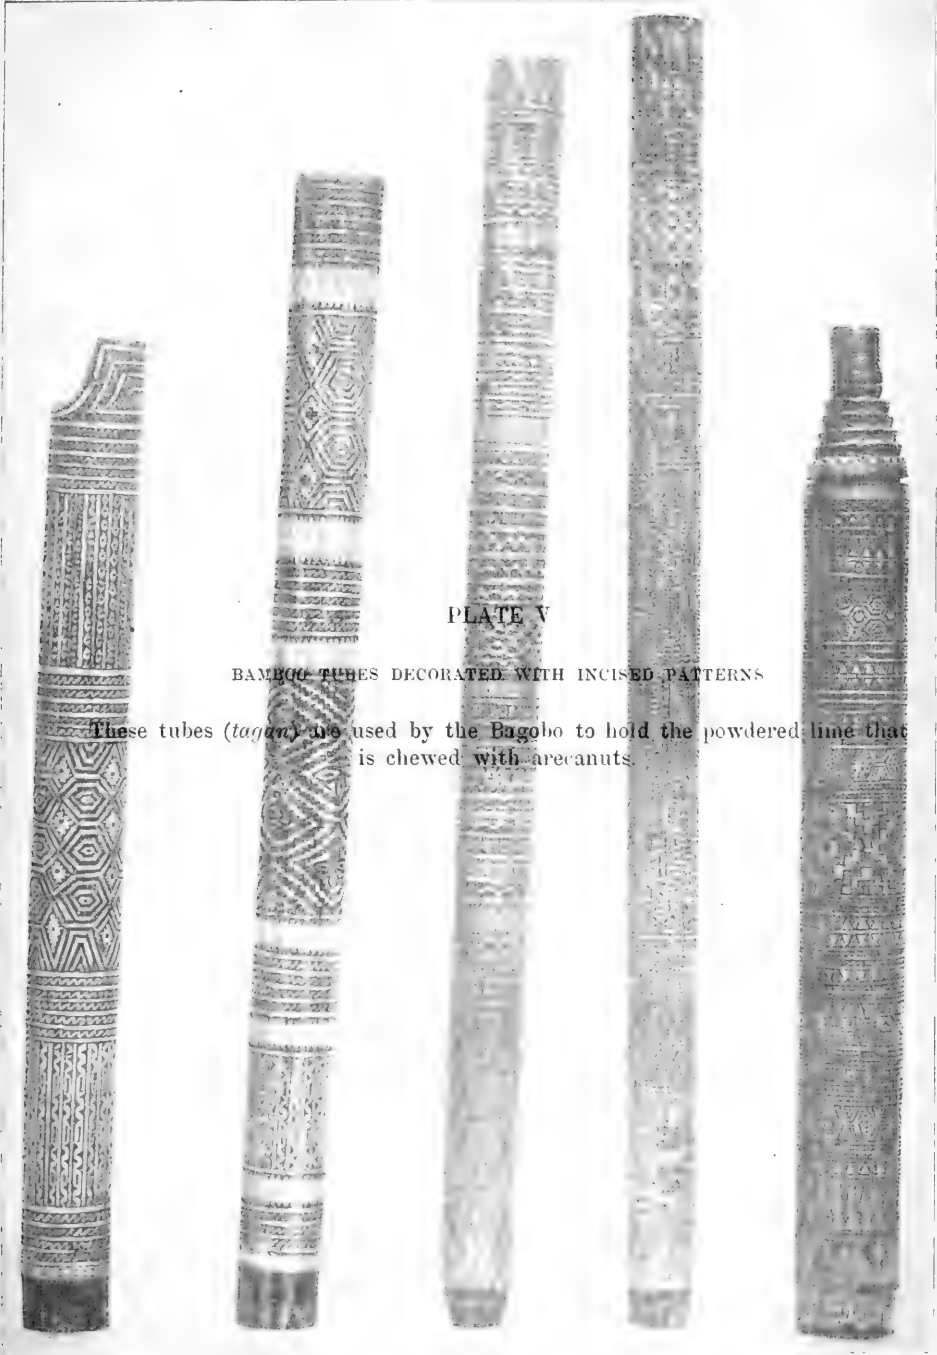 PLATE V
BAMBOO TUBES DECORATED WITH INCISED PATTERNS
These tubes (tagan) are used by the Bagobo to hold the powdered lime that
is chewed with arecanuts.